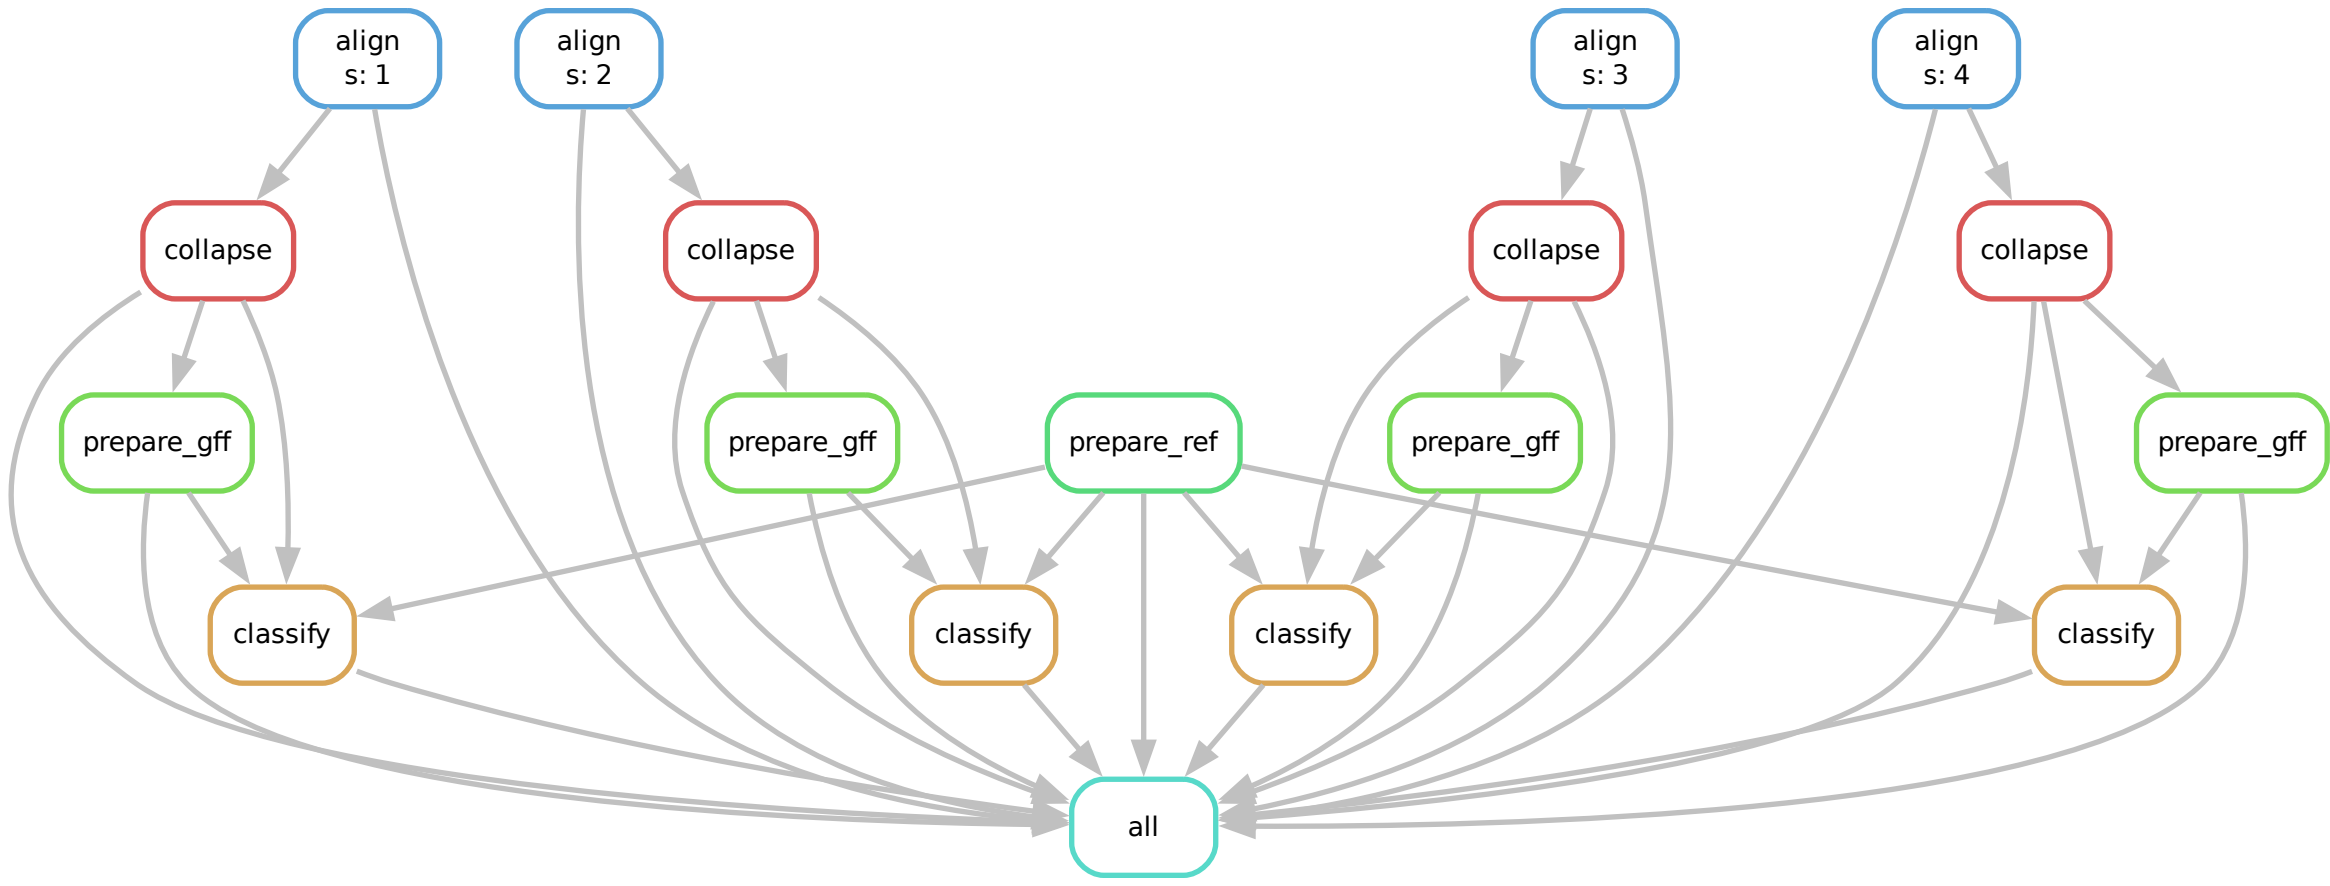 align
s: 1
align
s: 2
align
s: 3
align
s: 4
collapse
collapse
collapse
collapse
prepare_gff
prepare_gff
prepare_ref
prepare_gff
prepare_gff
classify
classify
classify
classify
all